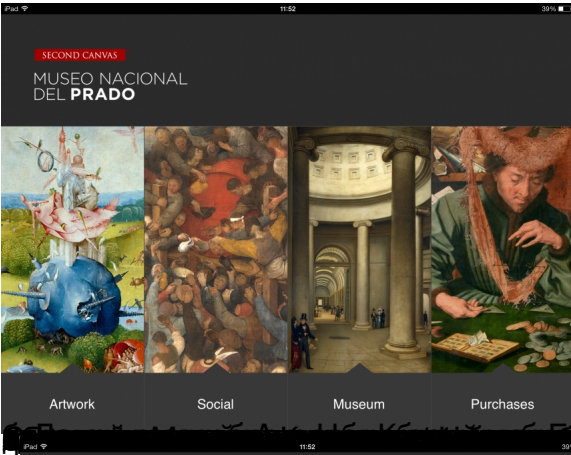 iPad 11:52 39%
SECOND CANVAS
MUSEO NACIONAL
DEL PRADO
Artwork Social Museum Purchases
iPad 11:52 39